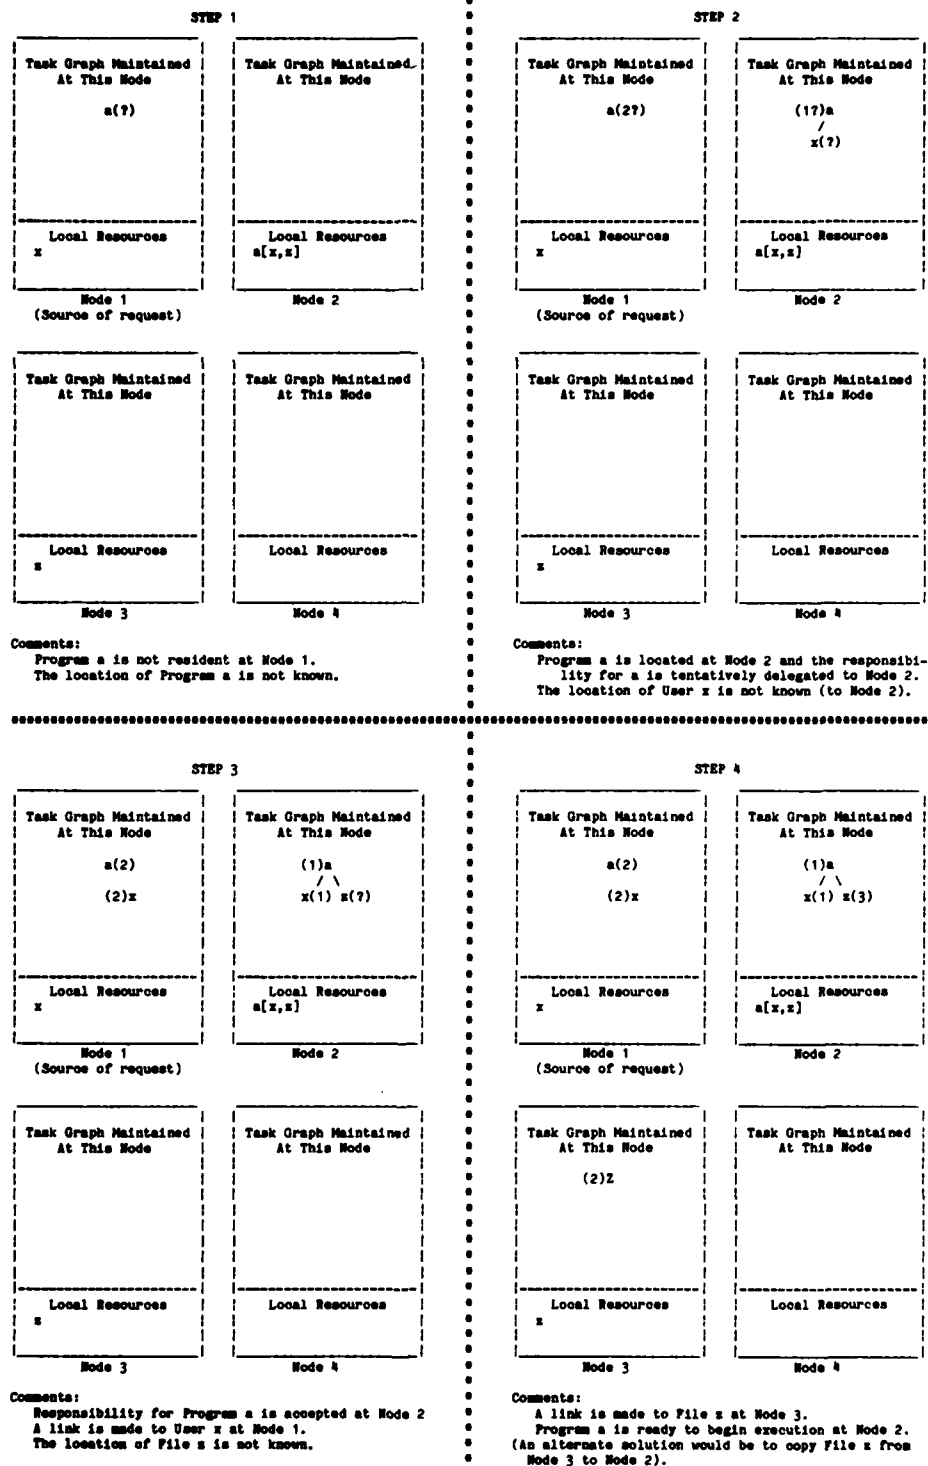 STEP 1
Task Graph Maintained
At This Node
a(?)
Local Resources
x
Node 1
(Source of request)
Task Graph Maintained
At This Node
Local Resources
a[x,z]
Node 2
Task Graph Maintained
At This Node
Local Resources
z
Node 3
Task Graph Maintained
At This Node
Local Resources
Node 4
Comments:
Program a is not resident at Node 1.
The location of Program a is not known.
STEP 2
Task Graph Maintained
At This Node
a(2?)
Local Resources
x
Node 1
(Source of request)
Task Graph Maintained
At This Node
(1?)a
/
x(?)
Local Resources
a[x,z]
Node 2
Task Graph Maintained
At This Node
Local Resources
z
Node 3
Task Graph Maintained
At This Node
Local Resources
Node 4
Comments:
Program a is located at Node 2 and the responsibi-
lity for a is tentatively delegated to Node 2.
The location of User x is not known (to Node 2).
STEP 3
Task Graph Maintained
At This Node
a(2)
(2)x
Local Resources
x
Node 1
(Source of request)
Task Graph Maintained
At This Node
(1)a
/ \
x(1) z(?)
Local Resources
a[x,z]
Node 2
Task Graph Maintained
At This Node
Local Resources
z
Node 3
Task Graph Maintained
At This Node
Local Resources
Node 4
Comments:
Responsibility for Program a is accepted at Node 2
A link is made to User x at Node 1.
The location of File z is not known.
STEP 4
Task Graph Maintained
At This Node
a(2)
(2)x
Local Resources
x
Node 1
(Source of request)
Task Graph Maintained
At This Node
(1)a
/ \
x(1) z(3)
Local Resources
a[x,z]
Node 2
Task Graph Maintained
At This Node
(2)Z
Local Resources
z
Node 3
Task Graph Maintained
At This Node
Local Resources
Node 4
Comments:
A link is made to File z at Node 3.
Program a is ready to begin execution at Node 2.
(An alternate solution would be to copy File z from
Node 3 to Node 2).